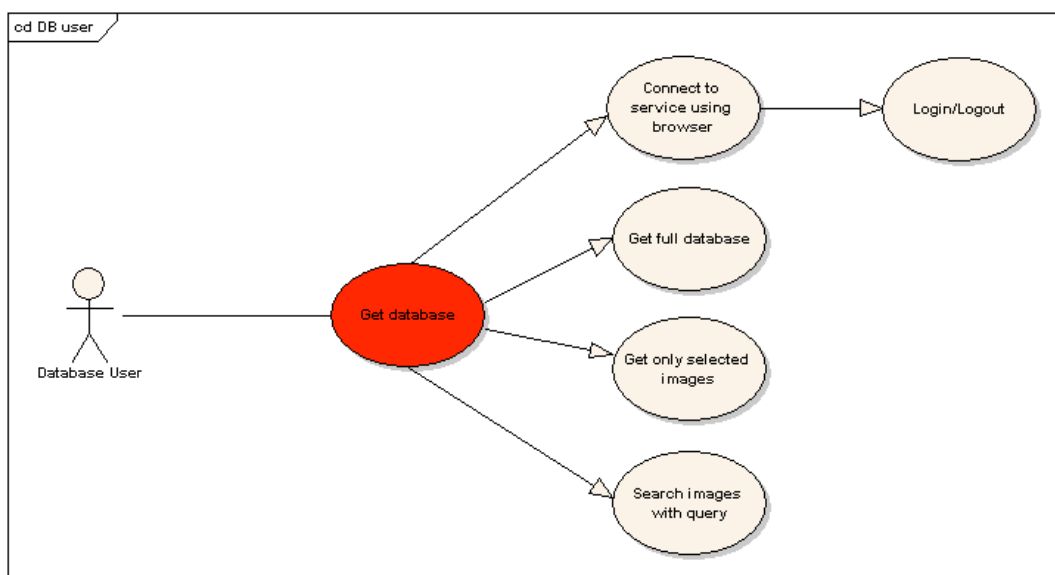 cd DB user
Connect to
service using
browser
Login/Logout
Get full database
Get database
Database User
Get only selected
images
Search images
with query